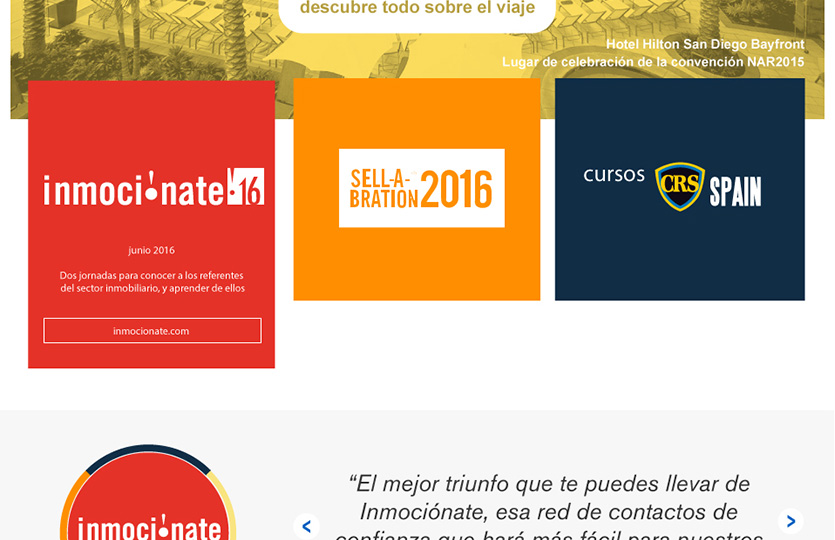 descubre todo sobre el viaje
Hotel Hilton San Diego Bayfront
Lugar de celebración de la convención NAR2015
inmoci!nate!16
junio 2016
Dos jornadas para conocer a los referentes
del sector inmobiliario, y aprender de ellos
inmocionate.com
SELL-A-
BRATION 2016
cursos CRS SPAIN
inmoci!nate
“El mejor triunfo que te puedes llevar de
Inmociónate, esa red de contactos de
confianza que hará más fácil para nuestros